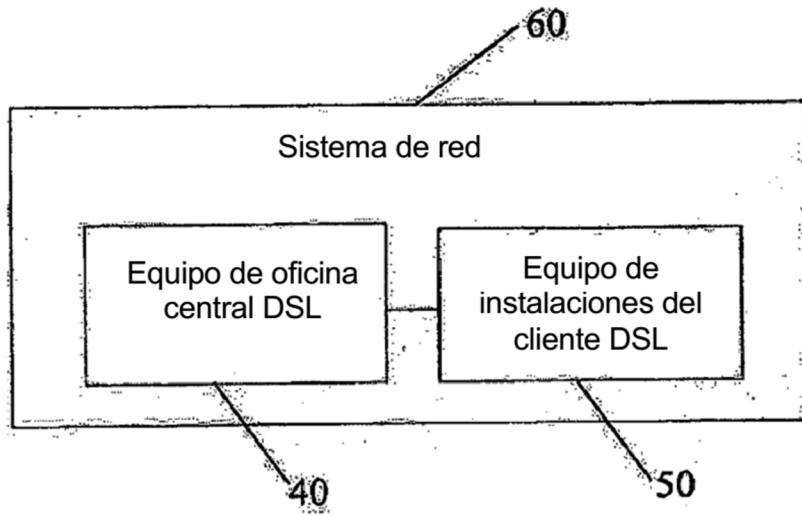 60
Sistema de red
Equipo de oficina
central DSL
Equipo de
instalaciones del
cliente DSL
40
50